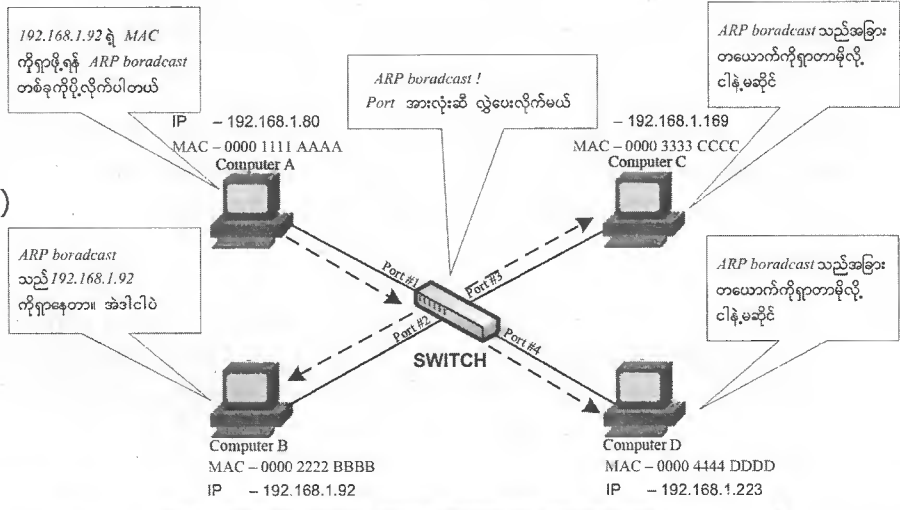 192.168.1.92 ရဲ့ MAC
ကိုရှာဖို့ရန် ARP boradcast
တစ်ခုကိုပို့လိုက်ပါတယ်
ARP boradcast !
Port အားလုံးဆီ လွှဲပေးလိုက်မယ်
ARP boradcast သည်အခြား
တယောက်ကိုရှာတာမိုလို့
ငါနဲ့မဆိုင်
IP – 192.168.1.80
MAC – 0000 1111 AAAA
Computer A
– 192.168.1.169
MAC – 0000 3333 CCCC
Computer C
)
ARP boradcast
သည် 192.168.1.92
ကိုရှာနေတာ။ အဲဒါငါပဲ
ARP boradcast သည်အခြား
တယောက်ကိုရှာတာမိုလို့
ငါနဲ့မဆိုင်
Port #1
Port #3
Port #2
Port #4
SWITCH
Computer B
MAC – 0000 2222 BBBB
IP – 192.168.1.92
Computer D
MAC – 0000 4444 DDDD
IP – 192.168.1.223